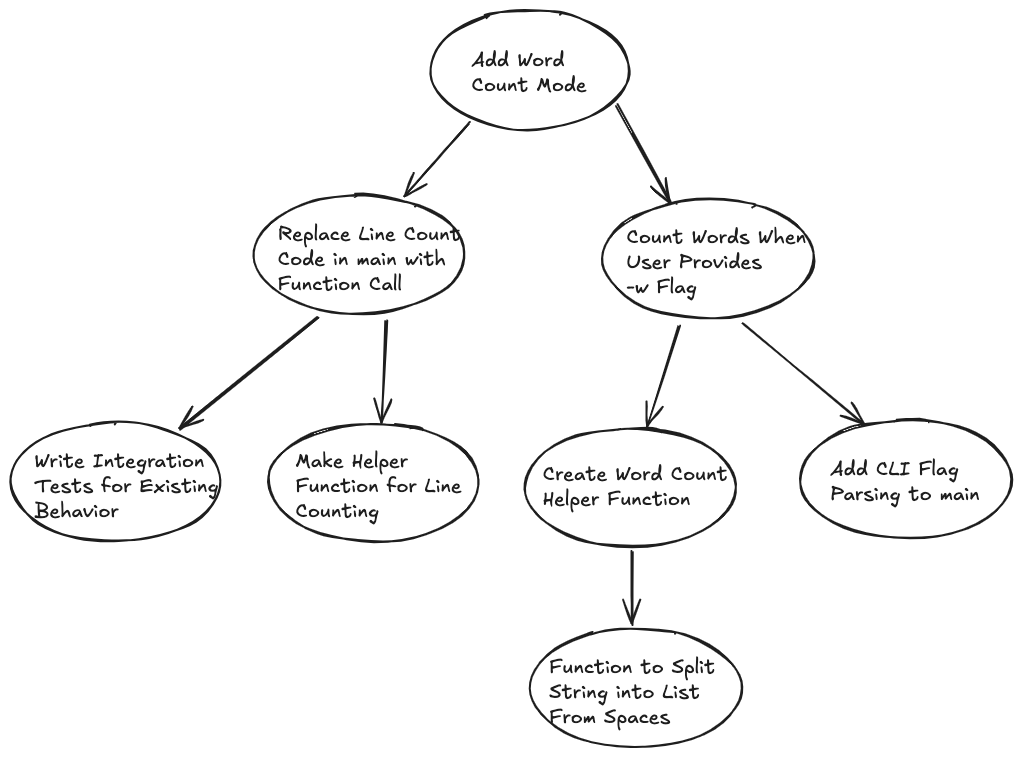 Add Word
Count Mode
Replace Line Count
Code in main with
Function Call
Count Words When
User Provides
-w Flag
Write Integration
Tests for Existing
Behavior
Make Helper
Function for Line
Counting
Create Word Count
Helper Function
Add CLI Flag
Parsing to main
Function to Split
String into List
From Spaces